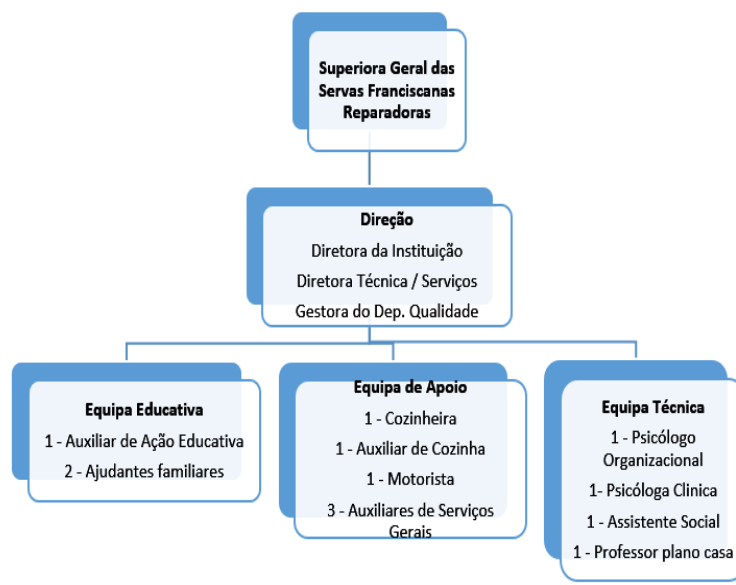 Superiora Geral das
Servas Franciscanas
Reparadoras
Direção
Diretora da Instituição
Diretora Técnica / Serviços
Gestora do Dep. Qualidade
Equipa Educativa
1 - Auxiliar de Ação Educativa
2 - Ajudantes familiares
Equipa de Apoio
1 - Cozinheira
1 - Auxiliar de Cozinha
1 - Motorista
3 - Auxiliares de Serviços
Gerais
Equipa Técnica
1 - Psicólogo
Organizacional
1- Psicóloga Clinica
1 - Assistente Social
1 - Professor plano casa